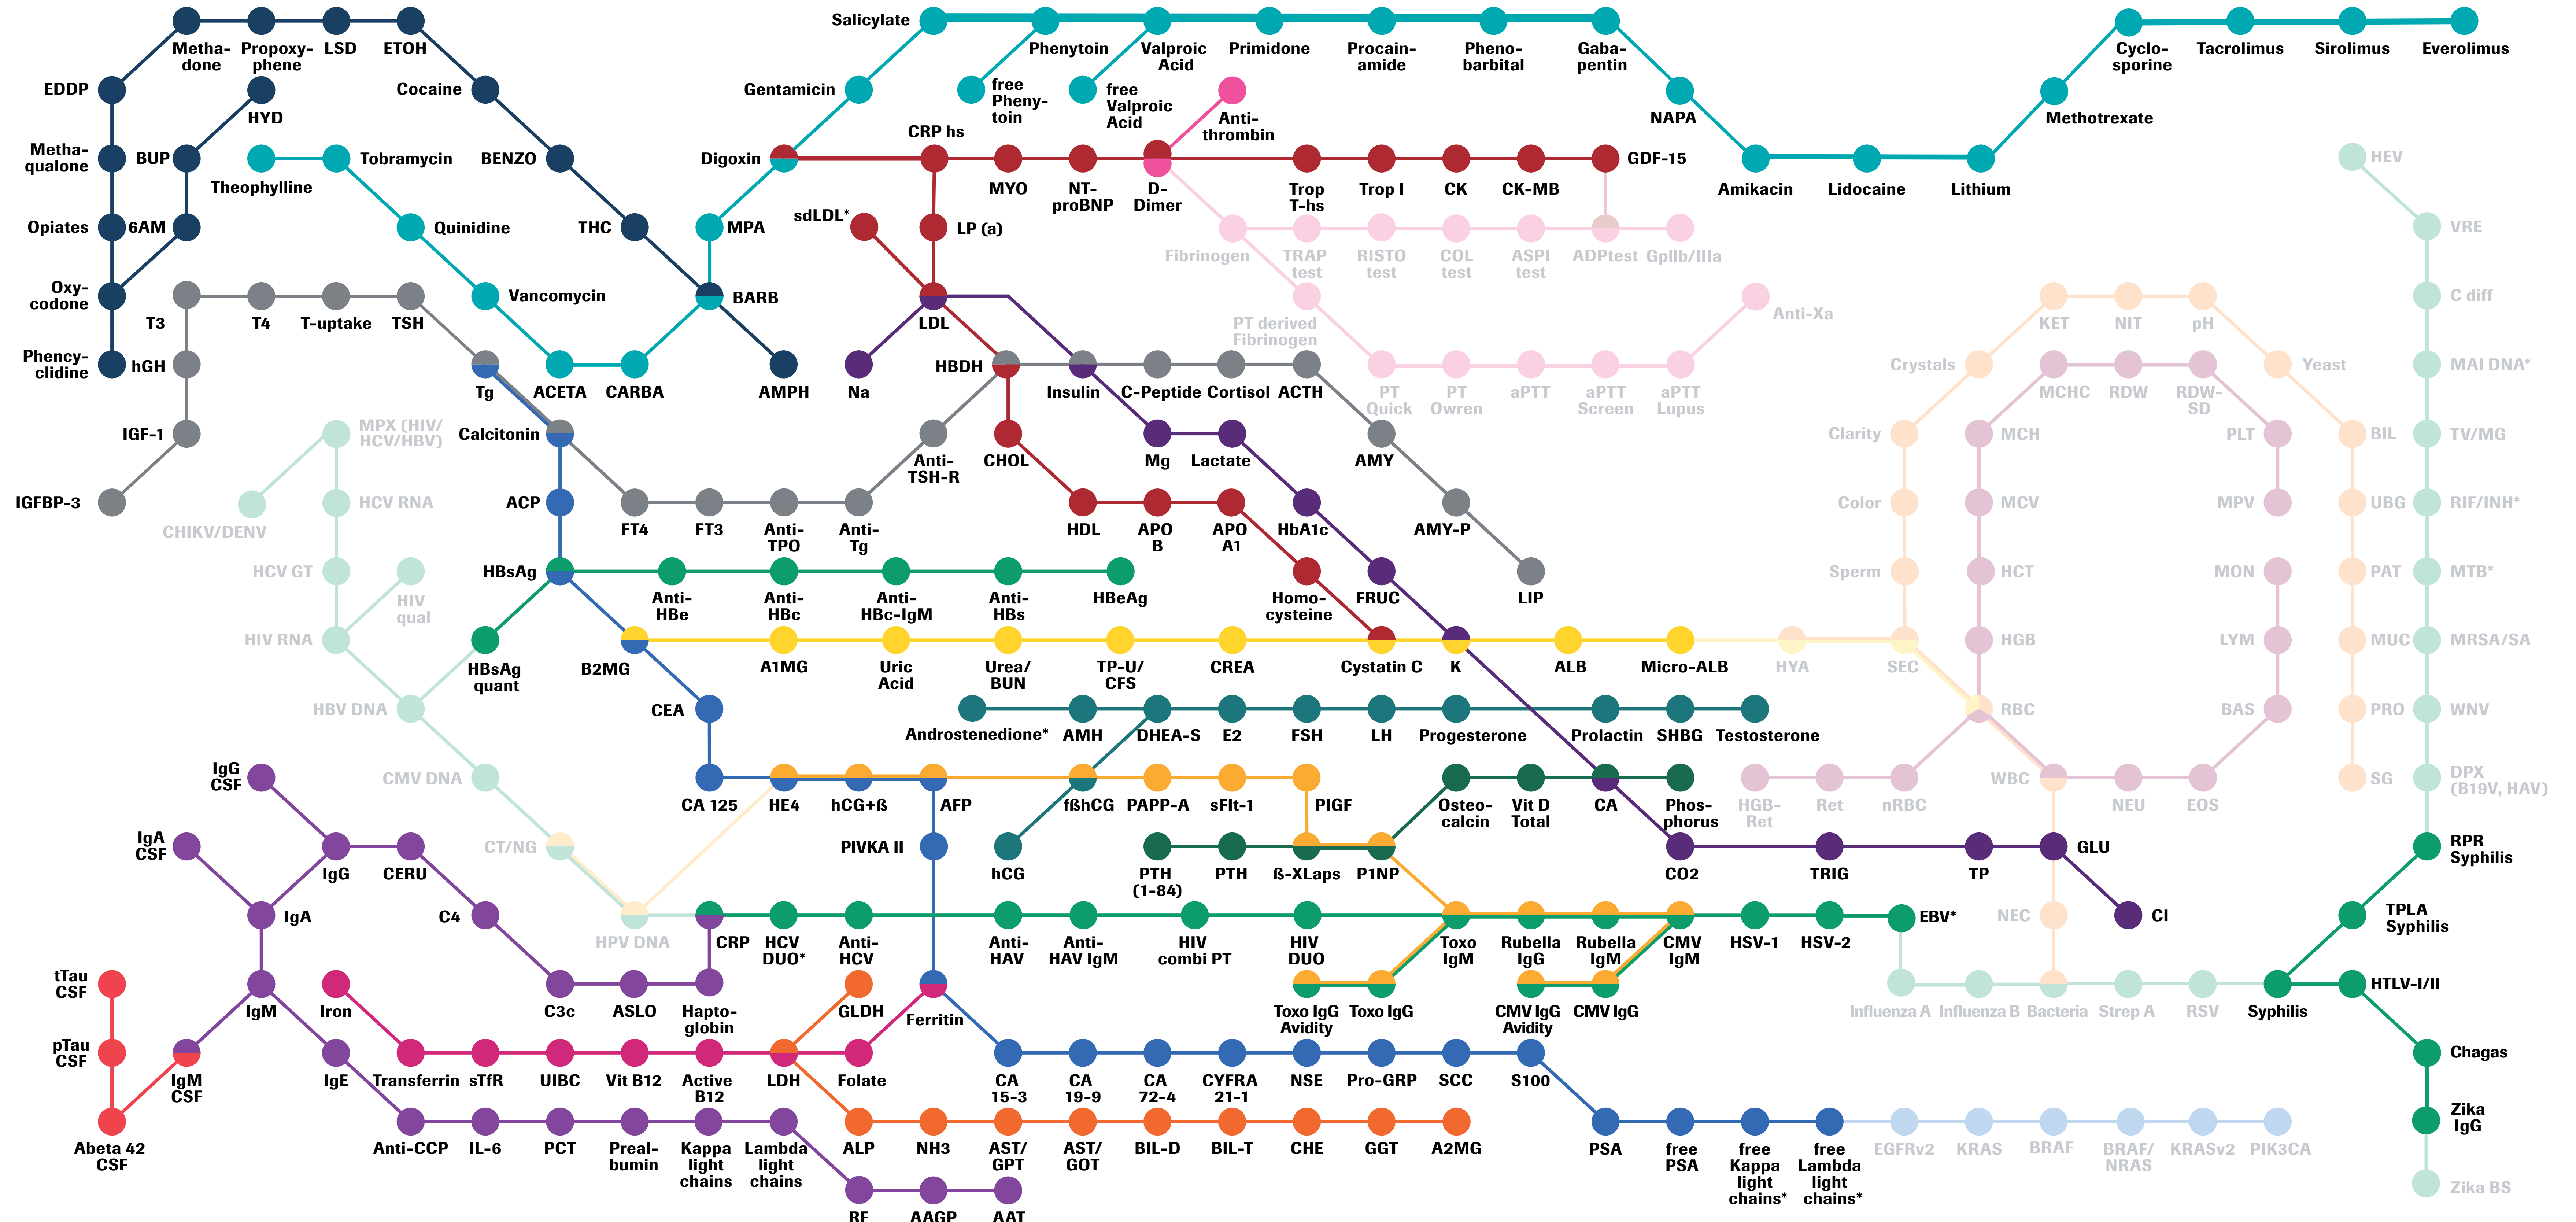 Salicylate
Metha-
done
Propoxy-
phene
LSD
ETOH
Phenytoin
Valproic
Acid
Primidone
Procain-
amide
Pheno-
barbital
Gaba-
pentin
Cyclo-
sporine
Tacrolimus
Sirolimus
Everolimus
EDDP
HYD
Cocaine
Gentamicin
free
Pheny-
toin
free
Valproic
Acid
Anti-
thrombin
NAPA
Methotrexate
CRP hs
Metha-
qualone
BUP
Theophylline
Tobramycin
BENZO
Digoxin
MYO
NT-
proBNP
D-
Dimer
Trop
T-hs
Trop I
CK
CK-MB
GDF-15
Amikacin
Lidocaine
Lithium
HEV
Opiates
6AM
Quinidine
THC
MPA
sdLDL*
LP (a)
Fibrinogen
TRAP
test
RISTO
test
COL
test
ASPI
test
ADPtest
GpIIb/IIIa
VRE
Oxy-
codone
T3
T4
T-uptake
TSH
Vancomycin
BARB
LDL
PT derived
Fibrinogen
Anti-Xa
KET
NIT
pH
C diff
Phency-
clidine
hGH
Tg
ACETA
CARBA
AMPH
Na
HBDH
Insulin
C-Peptide
Cortisol
ACTH
PT
Quick
PT
Owren
aPTT
aPTT
Screen
aPTT
Lupus
Crystals
MCHC
RDW
RDW-
SD
Yeast
MAI DNA*
IGF-1
MPX (HIV/
HCV/HBV)
Calcitonin
Anti-
TSH-R
CHOL
Mg
Lactate
AMY
Clarity
MCH
PLT
BIL
TV/MG
IGFBP-3
CHIKV/DENV
HCV RNA
ACP
FT4
FT3
Anti-
TPO
Anti-
Tg
HDL
APO
B
APO
A1
HbA1c
AMY-P
Color
MCV
MPV
UBG
RIF/INH*
HCV GT
HIV
qual
HBsAg
Anti-
HBe
Anti-
HBc
Anti-
HBc-IgM
Anti-
HBs
HBeAg
Homo-
cysteine
FRUC
LIP
Sperm
HCT
MON
PAT
MTB*
HIV RNA
HBsAg
quant
B2MG
A1MG
Uric
Acid
Urea/
BUN
TP-U/
CFS
CREA
Cystatin C
K
ALB
Micro-ALB
HYA
SEC
HGB
LYM
MUC
MRSA/SA
HBV DNA
CEA
Androstenedione*
AMH
DHEA-S
E2
FSH
LH
Progesterone
Prolactin
SHBG
Testosterone
RBC
BAS
PRO
WNV
IgG
CSF
CMV DNA
CA 125
HE4
hCG+ß
AFP
fßhCG
PAPP-A
sFlt-1
PlGF
Osteo-
calcin
Vit D
Total
CA
Phos-
phorus
HGB-
Ret
Ret
nRBC
WBC
NEU
EOS
SG
DPX
(B19V, HAV)
IgA
CSF
IgG
CERU
CT/NG
PIVKA II
hCG
PTH
(1-84)
PTH
ß-XLaps
P1NP
CO2
TRIG
TP
GLU
RPR
Syphilis
IgA
C4
HPV DNA
CRP
HCV
DUO*
Anti-
HCV
Anti-
HAV
Anti-
HAV IgM
HIV
combi PT
HIV
DUO
Toxo
IgM
Rubella
IgG
Rubella
IgM
CMV
IgM
HSV-1
HSV-2
EBV*
NEC
CI
TPLA
Syphilis
tTau
CSF
IgM
Iron
C3c
ASLO
Hapto-
globin
GLDH
Ferritin
Toxo IgG
Avidity
Toxo IgG
CMV IgG
Avidity
CMV IgG
Influenza A
Influenza B
Bacteria
Strep A
RSV
Syphilis
HTLV-I/II
pTau
CSF
IgM
CSF
IgE
Transferrin
sTfR
UIBC
Vit B12
Active
B12
LDH
Folate
CA
15-3
CA
19-9
CA
72-4
CYFRA
21-1
NSE
Pro-GRP
SCC
S100
Chagas
Abeta 42
CSF
Anti-CCP
IL-6
PCT
Preal-
bumin
Kappa
light
chains
Lambda
light
chains
ALP
NH3
AST/
GPT
AST/
GOT
BIL-D
BIL-T
CHE
GGT
A2MG
PSA
free
PSA
free
Kappa
light
chains*
free
Lambda
light
chains*
EGFRv2
KRAS
BRAF
BRAF/
NRAS
KRASv2
PIK3CA
Zika
IgG
RF
AAGP
AAT
Zika BS